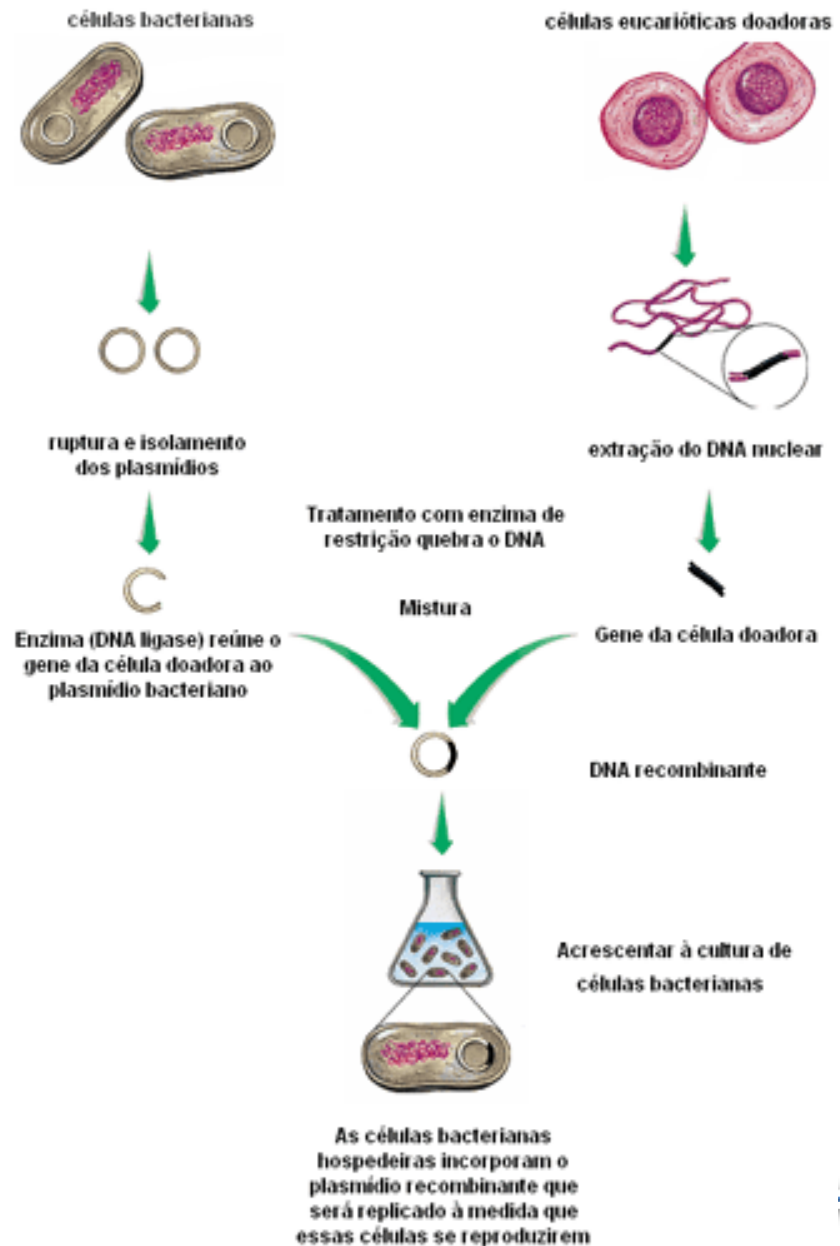 células bacterianas
células eucarióticas doadoras
ruptura e isolamento
dos plasmídios
extração do DNA nuclear
Tratamento com enzima de
restrição quebra o DNA
Mistura
Enzima (DNA ligase) reúne o
gene da célula doadora ao
plasmídio bacteriano
Gene da célula doadora
DNA recombinante
Acrescentar à cultura de
células bacterianas
As células bacterianas
hospedeiras incorporam o
plasmídio recombinante que
será replicado à medida que
essas células se reproduzirem